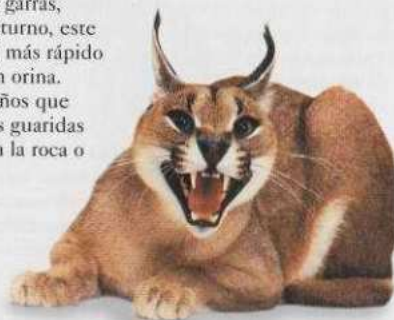 garras,
turno, este
más rápido
n orina.
ños que
s guaridas
n la roca o